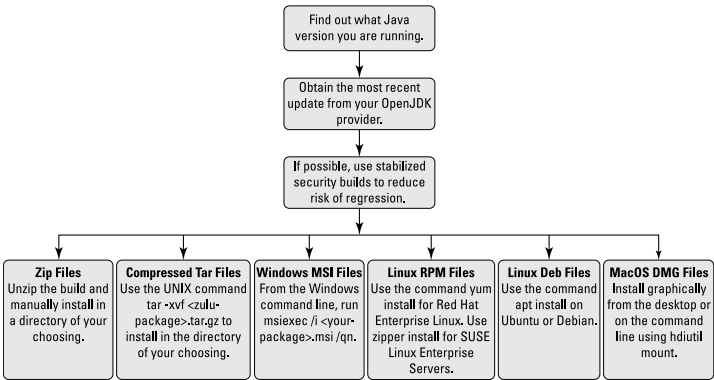 Find out what Java
version you are running.
Obtain the most recent
update from your OpenJDK
provider.
If possible, use stabilized
security builds to reduce
risk of regression.
Zip Files
Unzip the build and
manually install in
a directory of your
choosing.
Compressed Tar Files
Use the UNIX command
tar -xvf <zulu-
package>.tar.gz to
install in the directory
of your choosing.
Windows MSI Files
From the Windows
command line, run
msiexec /i <your-
package>.msi /qn.
Linux RPM Files
Use the command yum
install for Red Hat
Enterprise Linux. Use
zipper install for SUSE
Linux Enterprise
Servers.
Linux Deb Files
Use the command
apt install on
Ubuntu or Debian.
MacOS DMG Files
Install graphically
from the desktop or
on the command
line using hdiutil
mount.